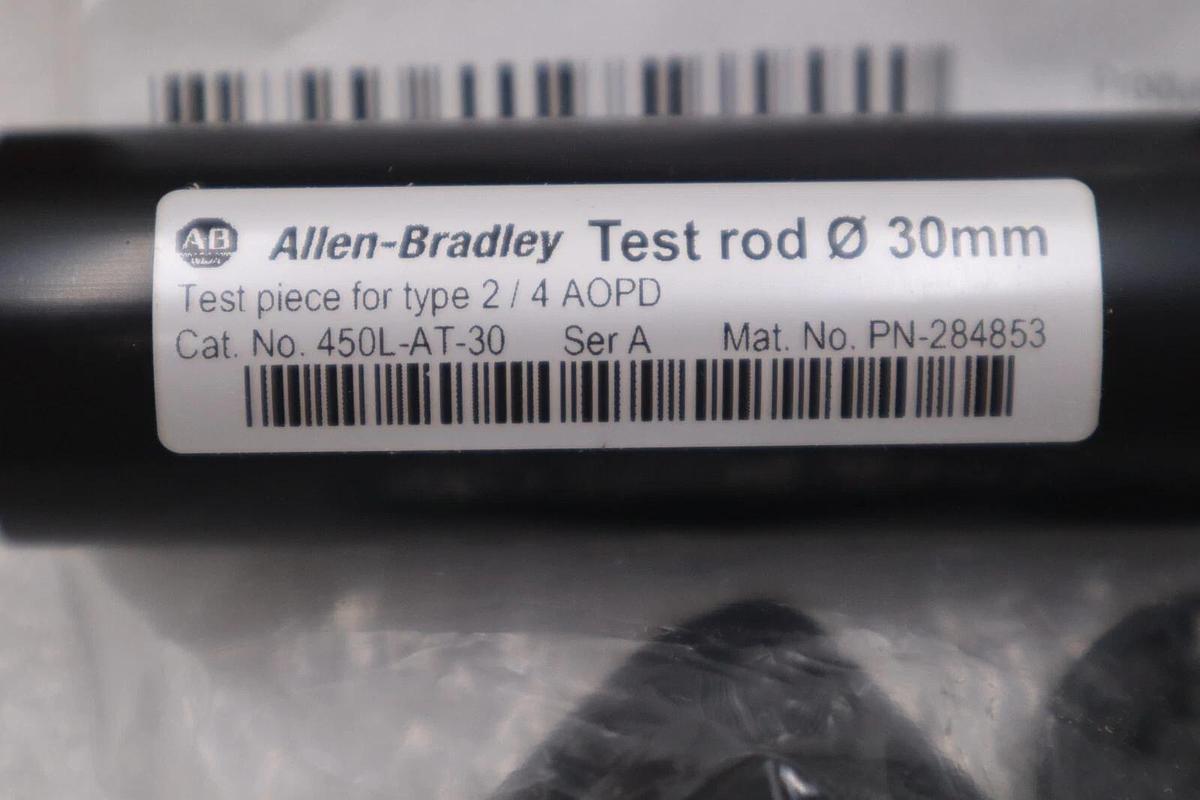 Produ
AB Allen-Bradley Test rod Ø 30mm
Test piece for type 2 / 4 AOPD
Cat. No. 450L-AT-30 Ser A Mat. No. PN-284853